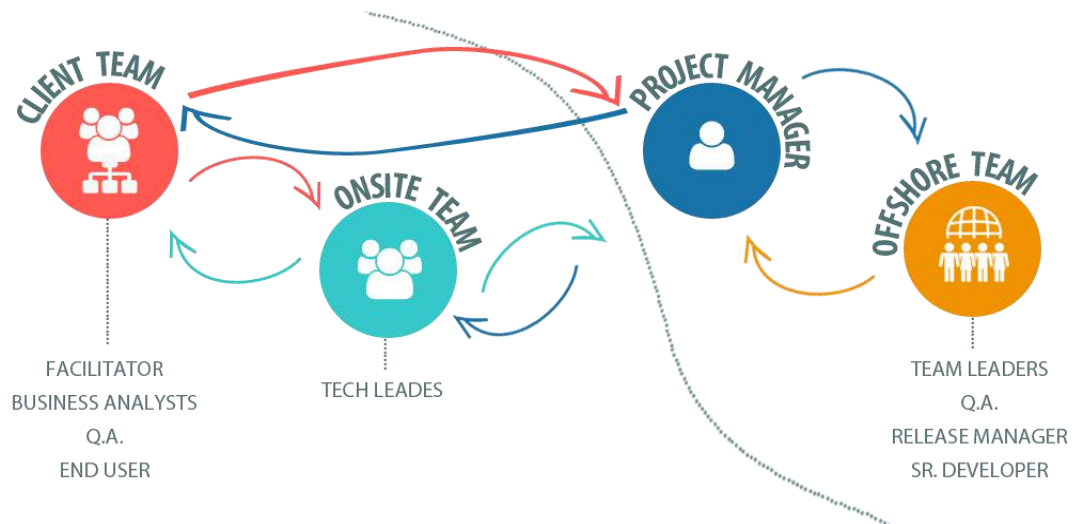 CLIENT TEAM
PROJECT MANAGER
ONSITE TEAM
OFFSHORE TEAM
FACILITATOR
BUSINESS ANALYSTS
Q.A.
END USER
TECH LEADES
TEAM LEADERS
Q.A.
RELEASE MANAGER
SR. DEVELOPER